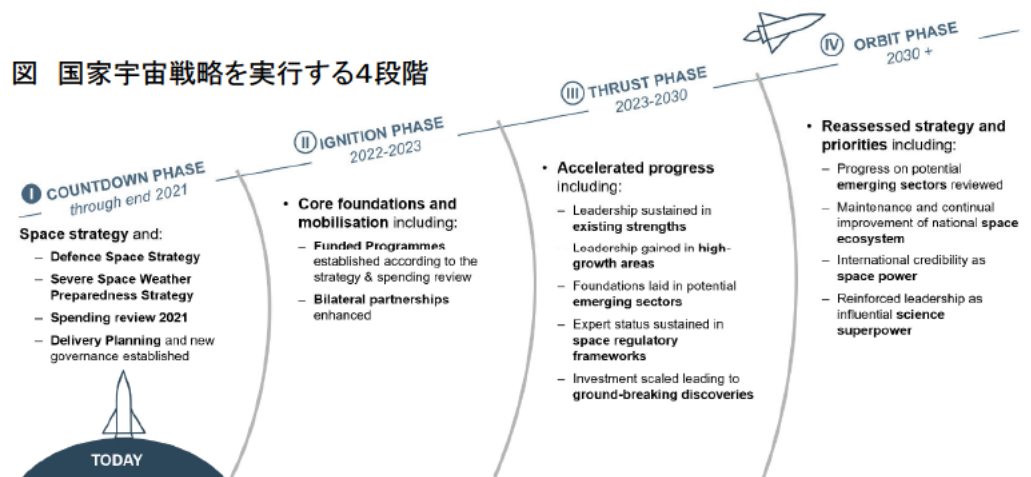 図 国家宇宙戦略を実行する4段階
I COUNTDOWN PHASE
through end 2021
Space strategy and:
– Defence Space Strategy
– Severe Space Weather
Preparedness Strategy
– Spending review 2021
– Delivery Planning and new
governance established
TODAY
II IGNITION PHASE
2022-2023
• Core foundations and
mobilisation including:
– Funded Programmes
established according to the
strategy & spending review
– Bilateral partnerships
enhanced
III THRUST PHASE
2023-2030
• Accelerated progress
including:
– Leadership sustained in
existing strengths
Leadership gained in high-
growth areas
– Foundations laid in potential
emerging sectors
– Expert status sustained in
space regulatory
frameworks
– Investment scaled leading to
ground-breaking discoveries
IV ORBIT PHASE
2030 +
• Reassessed strategy and
priorities including:
– Progress on potential
emerging sectors reviewed
– Maintenance and continual
improvement of national space
ecosystem
– International credibility as
space power
– Reinforced leadership as
influential science
superpower